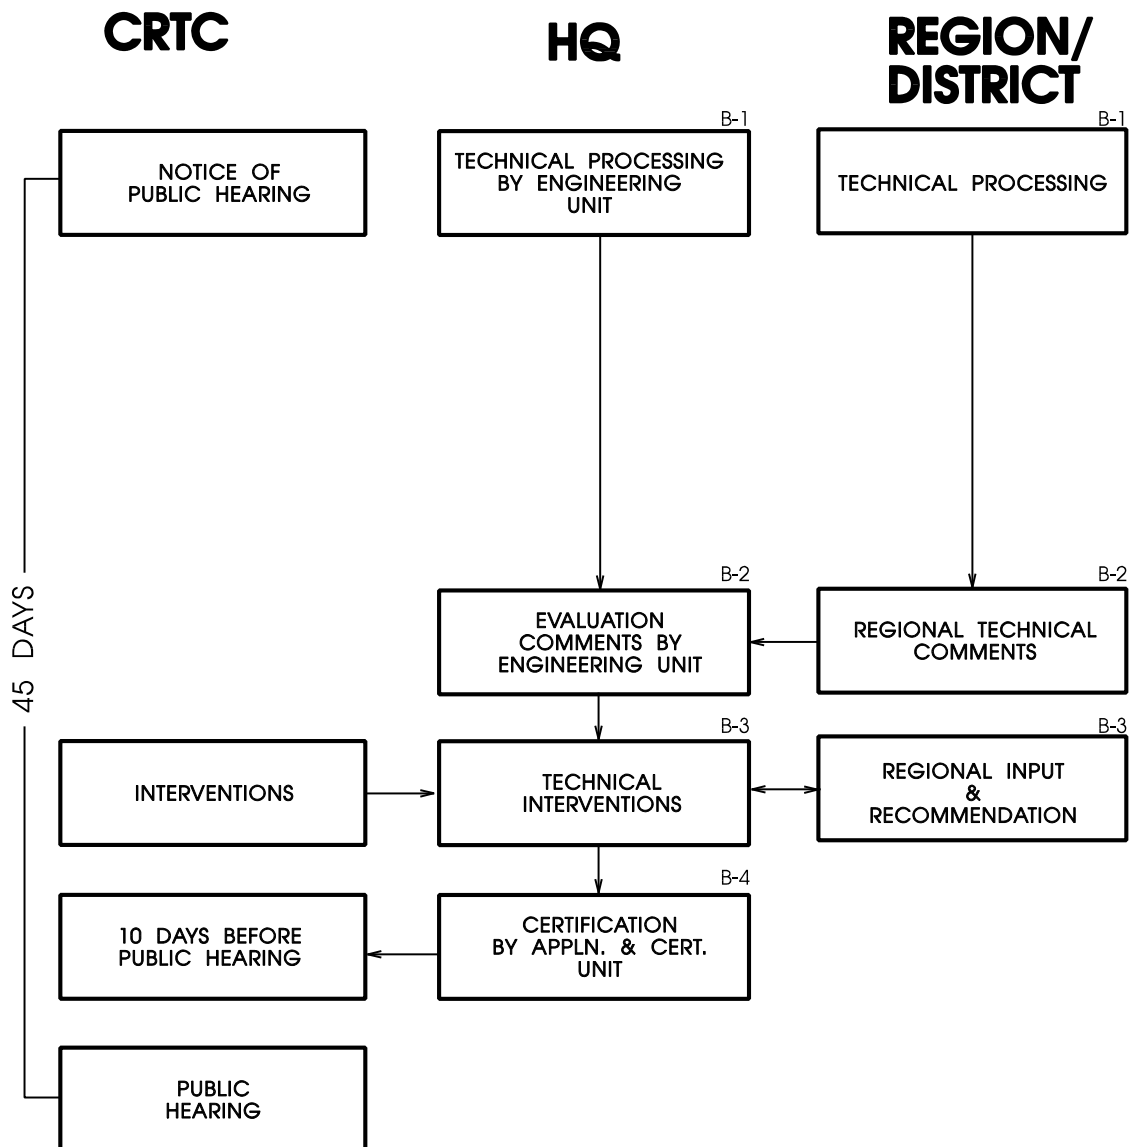 CRTC
HQ
REGION/
DISTRICT
B-1
B-1
NOTICE OF
PUBLIC HEARING
TECHNICAL PROCESSING
BY ENGINEERING
UNIT
TECHNICAL PROCESSING
45 DAYS
B-2
B-2
EVALUATION
COMMENTS BY
ENGINEERING UNIT
REGIONAL TECHNICAL
COMMENTS
B-3
B-3
INTERVENTIONS
TECHNICAL
INTERVENTIONS
REGIONAL INPUT
&
RECOMMENDATION
B-4
10 DAYS BEFORE
PUBLIC HEARING
CERTIFICATION
BY APPLN. & CERT.
UNIT
PUBLIC
HEARING